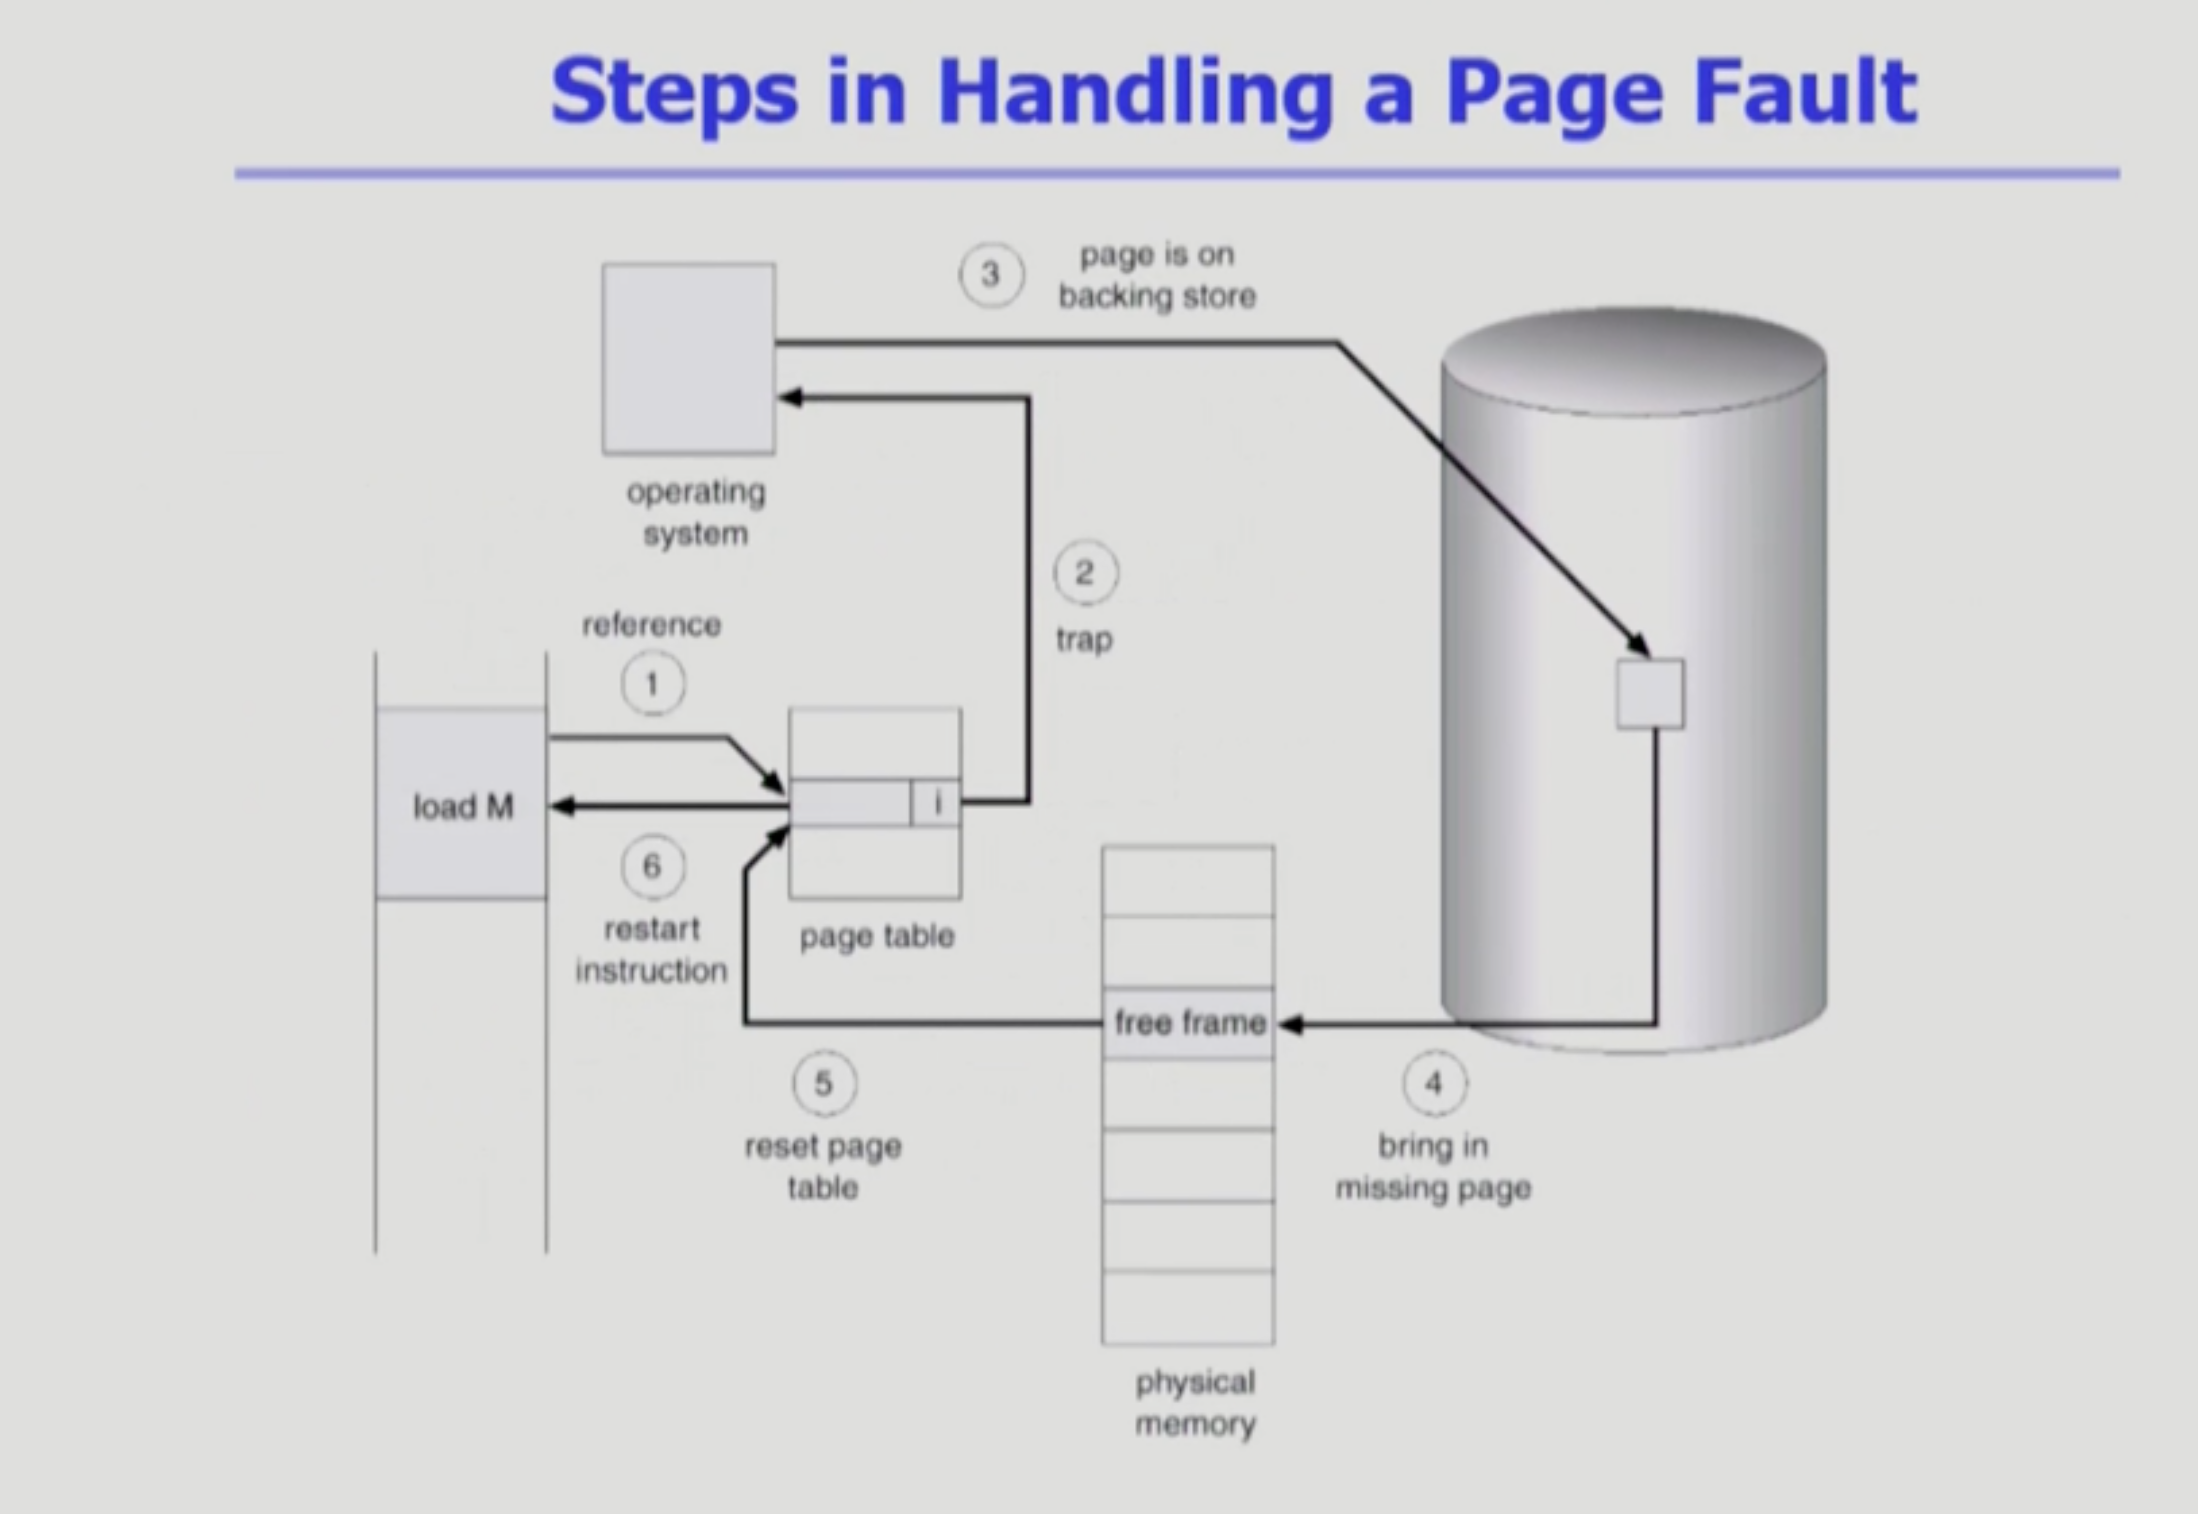 Steps in Handling a Page Fault
3
page is on
backing store
operating
system
2
trap
reference
1
load M
i
6
restart
instruction
page table
free frame
5
reset page
table
4
bring in
missing page
physical
memory